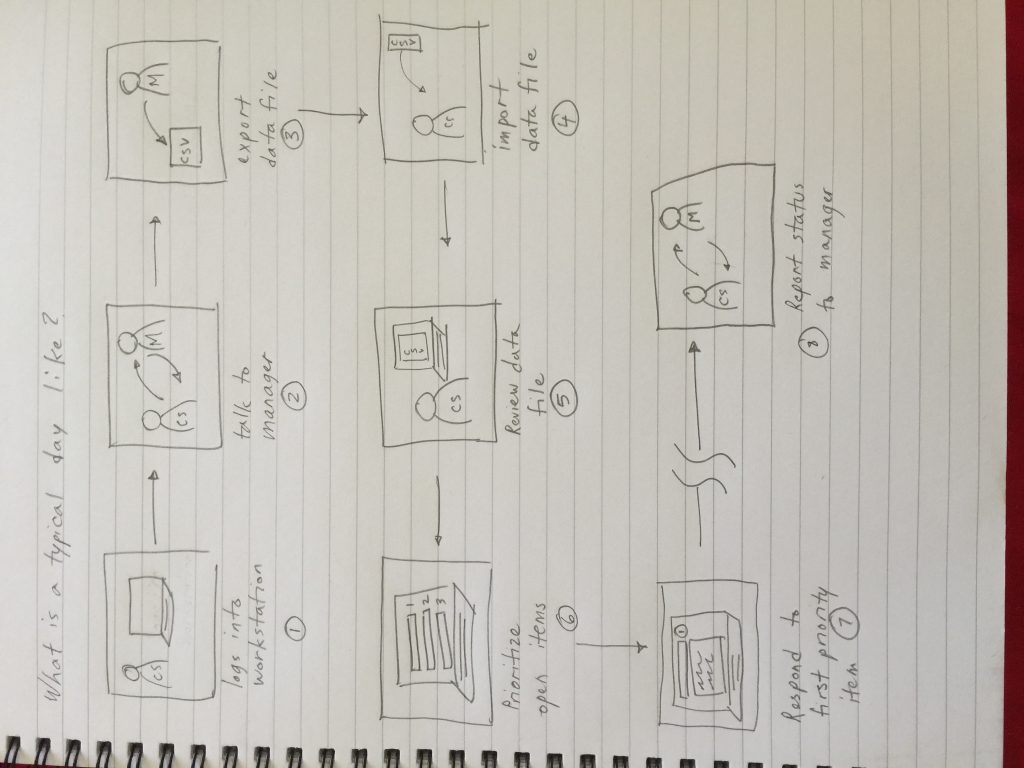 What is a typical day like?
CS
logs into
workstation
1
CS
M
talk to
manager
2
CSV
M
export
data file
3
CSV
import
data file
4
CS
CSV
Review data
file
5
1
2
3
Prioritize
open items
6
1
Respond to
first priority
item
7
CS
M
8
Report status
to manager